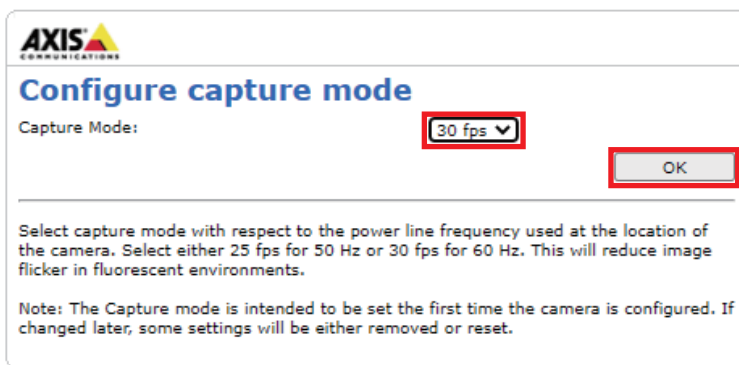 AXIS
COMMUNICATIONS
Configure capture mode
Capture Mode:
30 fps
OK
Select capture mode with respect to the power line frequency used at the location of
the camera. Select either 25 fps for 50 Hz or 30 fps for 60 Hz. This will reduce image
flicker in fluorescent environments.
Note: The Capture mode is intended to be set the first time the camera is configured. If
changed later, some settings will be either removed or reset.